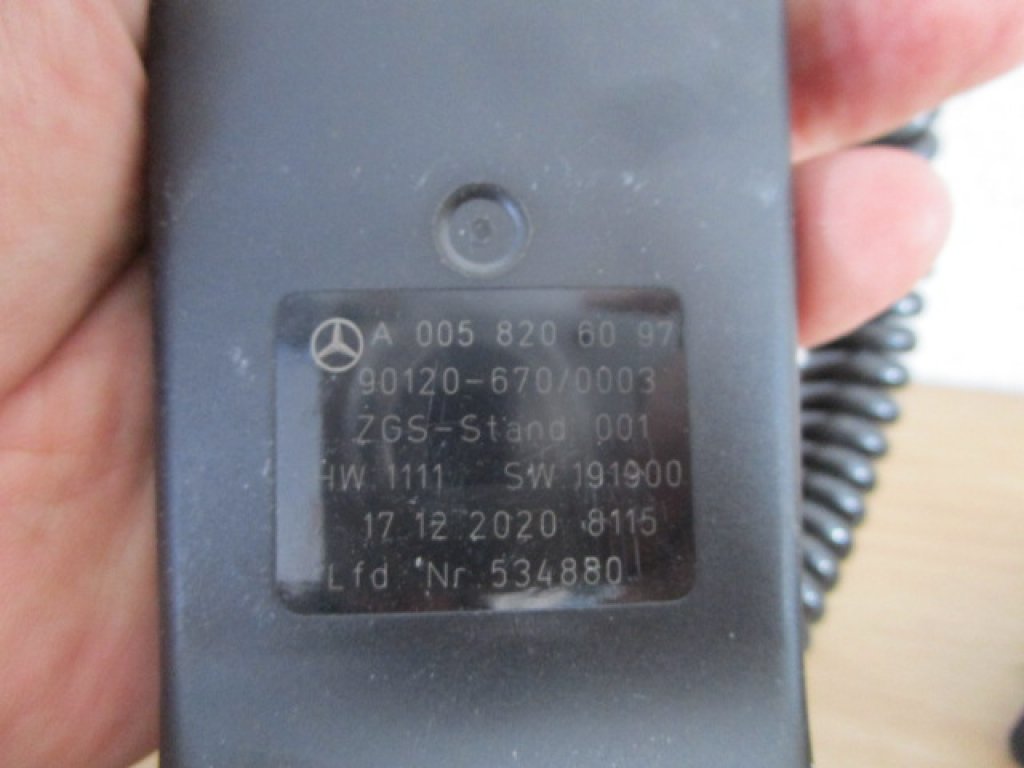 A 005 820 60 97
90120-670/0003
ZGS-Stand 001
HW 1111 SW 191900
17 12 2020 8115
Lfd Nr 534880